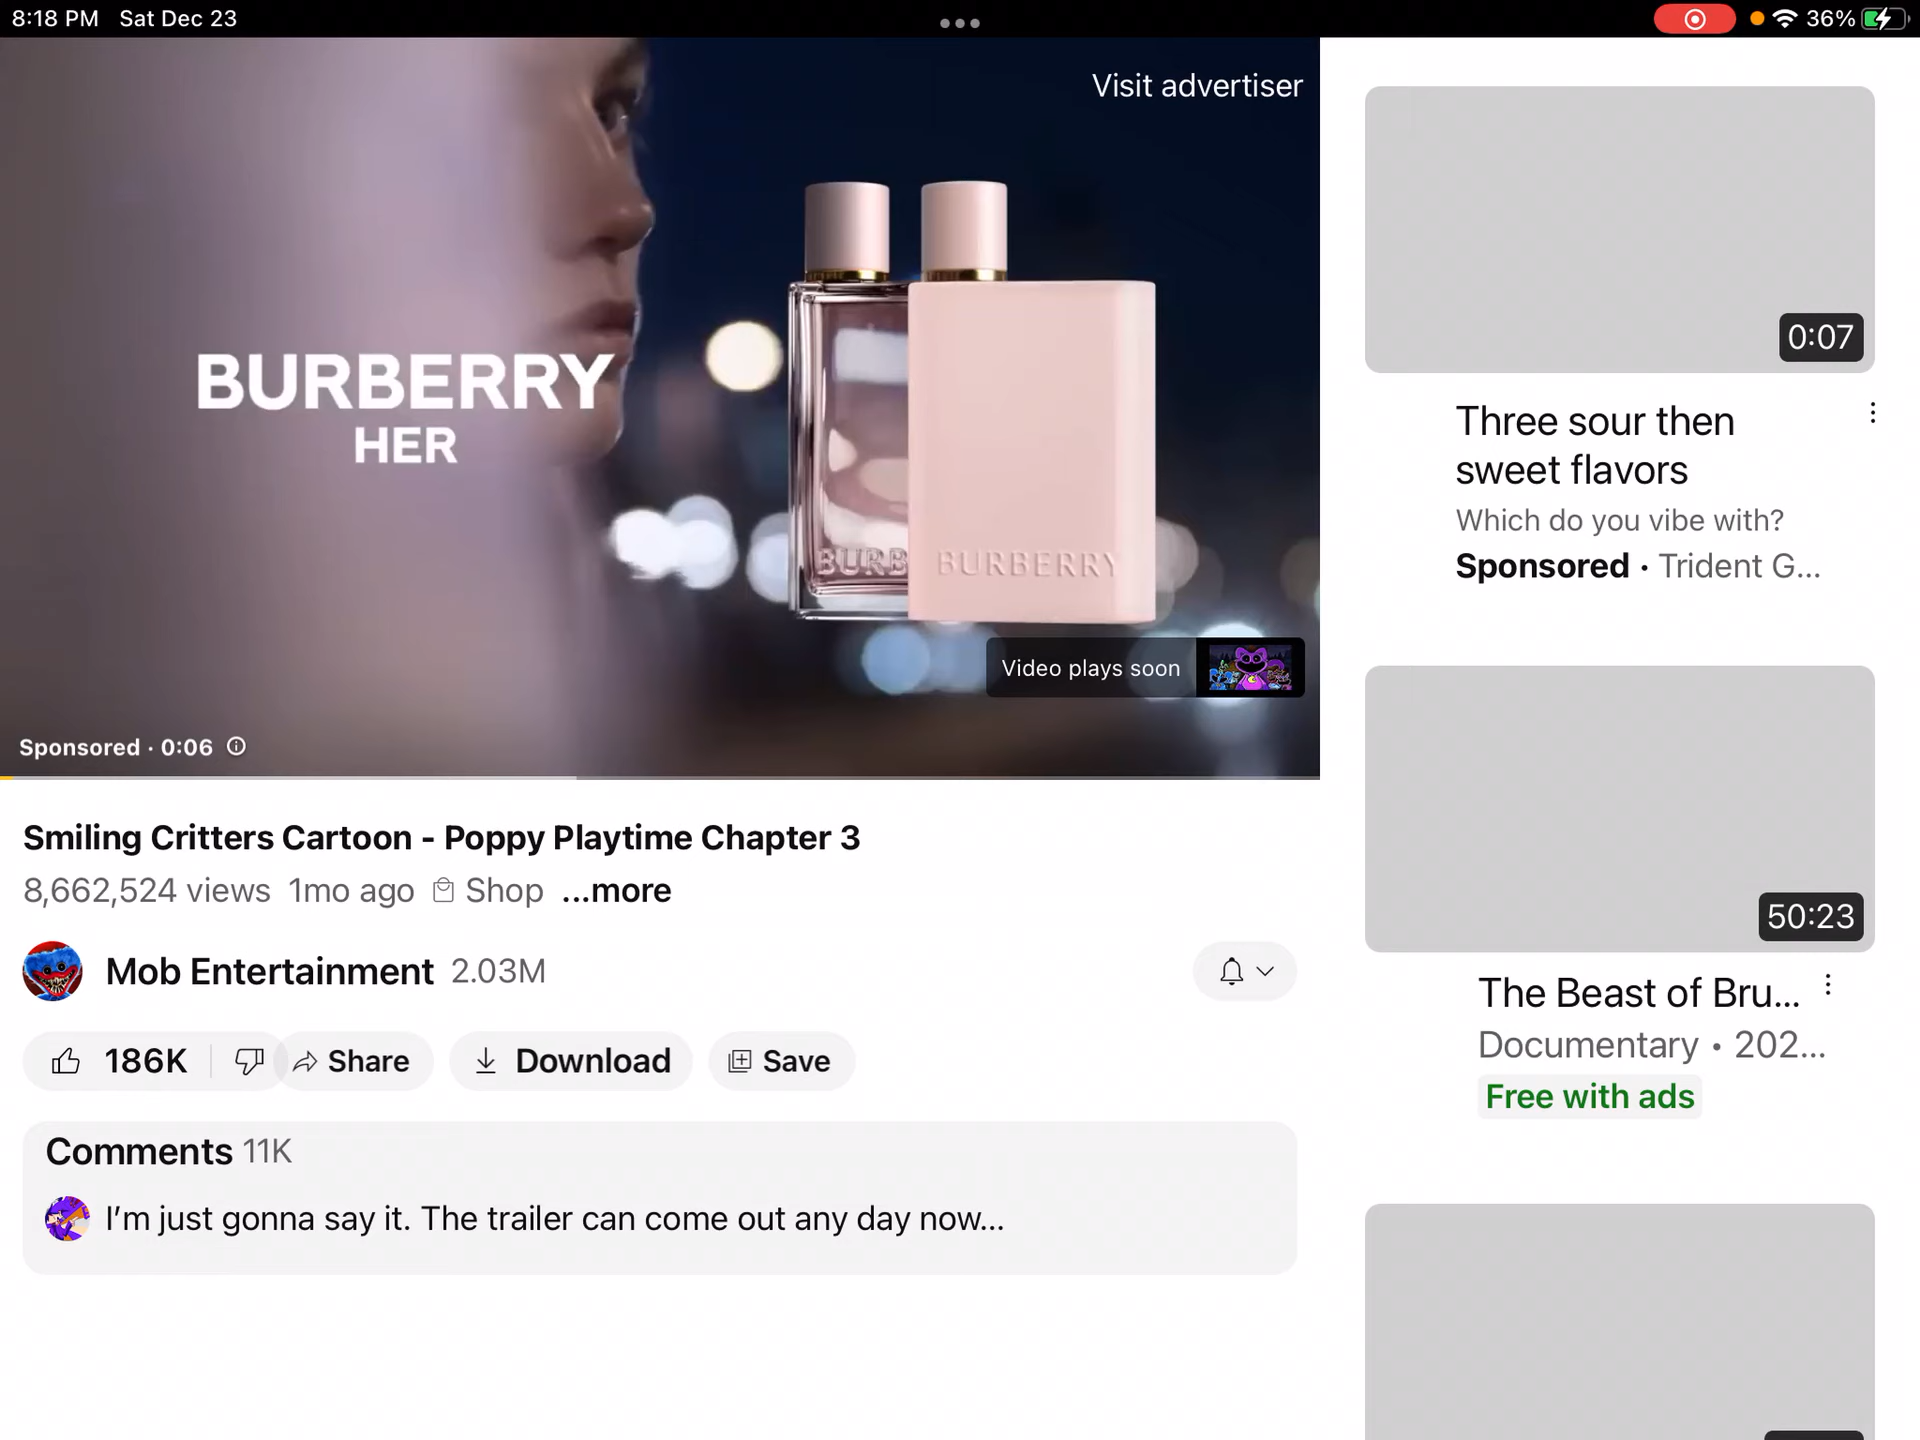 8:18 PM Sat Dec 23
36%
Visit advertiser
BURBERRY
HER
BURB
BURBERRY
Video plays soon
Sponsored · 0:06
Smiling Critters Cartoon - Poppy Playtime Chapter 3
8,662,524 views 1mo ago Shop ...more
Mob Entertainment 2.03M
186K Share Download Save
Comments 11K
I'm just gonna say it. The trailer can come out any day now...
0:07
Three sour then
sweet flavors
Which do you vibe with?
Sponsored · Trident G...
50:23
The Beast of Bru...
Documentary • 202...
Free with ads